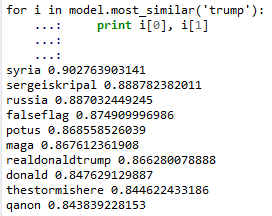 for i in model.most_similar('trump'):
...: print i[0], i[1]
...:
...:
syria 0.902763903141
sergeiskripal 0.888782382011
russia 0.887032449245
falseflag 0.874909996986
potus 0.868558526039
maga 0.867612361908
realdonaldtrump 0.866280078888
donald 0.847629129887
thestormishere 0.844622433186
qanon 0.843839228153